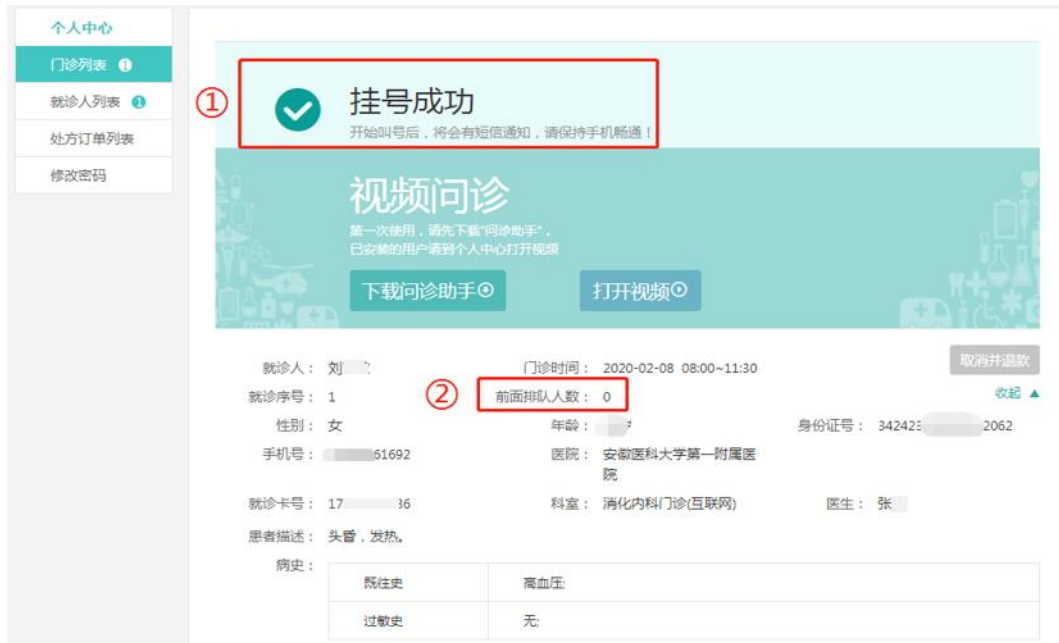 个人中心
门诊列表 1
就诊人列表 1
处方订单列表
修改密码
①
挂号成功
开始叫号后，将会有短信通知，请保持手机畅通！
视频问诊
第一次使用，请先下载“问诊助手”，
已安装的用户请到个人中心打开视频
下载问诊助手
打开视频
取消并退款
就诊人： 刘
门诊时间： 2020-02-08 08:00~11:30
收起 ▲
就诊序号： 1
②
前面排队人数： 0
性别： 女
年龄：
身份证号： 342423 2062
手机号： 61692
医院： 安徽医科大学第一附属医
院
就诊卡号： 17 36
科室： 消化内科门诊(互联网)
医生： 张
患者描述： 头昏，发热。
病史：
既往史 高血压;
过敏史 无;